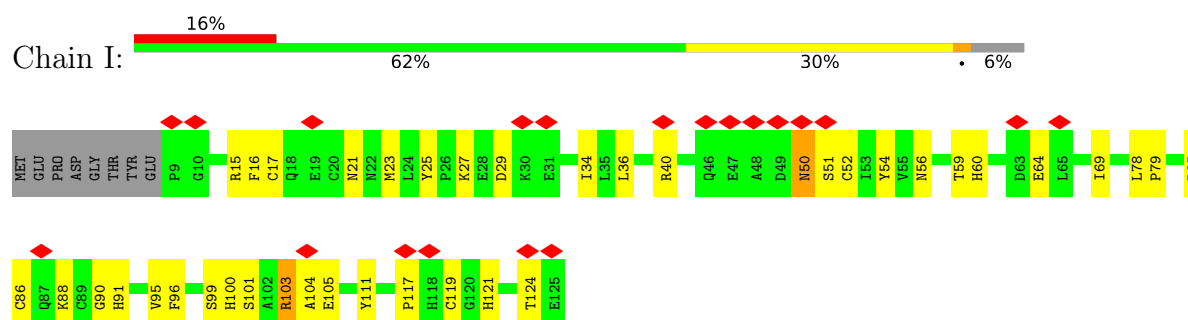 16%
Chain I:
62% 30% • 6%
MET GLU PRO ASP GLY THR TYR GLU P9 G10 R15 F16 C17 Q18 E19 C20 N21 N22 M23 L24 Y25 P26 K27 E28 D29 K30 E31 I34 L35 L36 R40 Q46 E47 A48 D49 N50 S51 C52 I53 Y54 V55 N56 T59 H60 D63 E64 L65 I69 L78 P79
C86 Q87 K88 C89 G90 H91 V95 F96 S99 H100 S101 A102 R103 A104 E105 Y111 P117 H118 C119 G120 H121 T124 E125